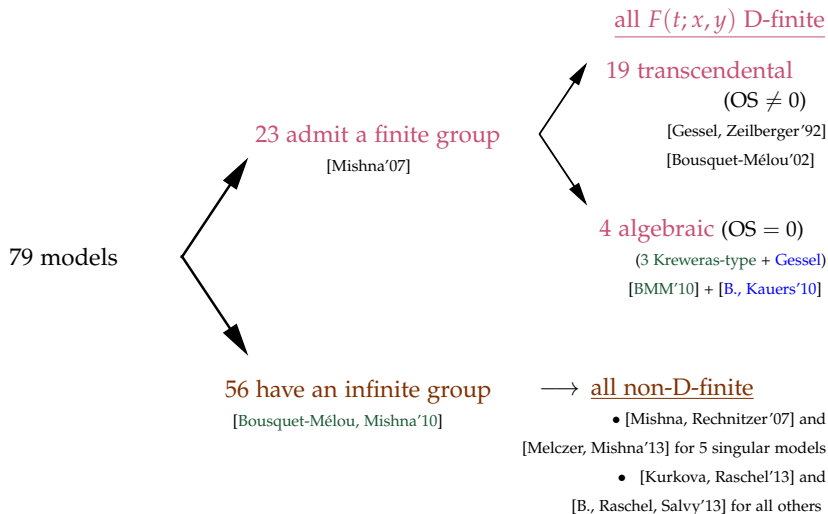 all F(t; x, y) D-finite
19 transcendental
(OS ≠ 0)
[Gessel, Zeilberger’92]
[Bousquet-Mélou’02]
23 admit a finite group
[Mishna’07]
4 algebraic (OS = 0)
(3 Kreweras-type + Gessel)
[BMM’10] + [B., Kauers’10]
79 models
56 have an infinite group ⟶ all non-D-finite
[Bousquet-Mélou, Mishna’10]
• [Mishna, Rechnitzer’07] and
[Melczer, Mishna’13] for 5 singular models
• [Kurkova, Raschel’13] and
[B., Raschel, Salvy’13] for all others